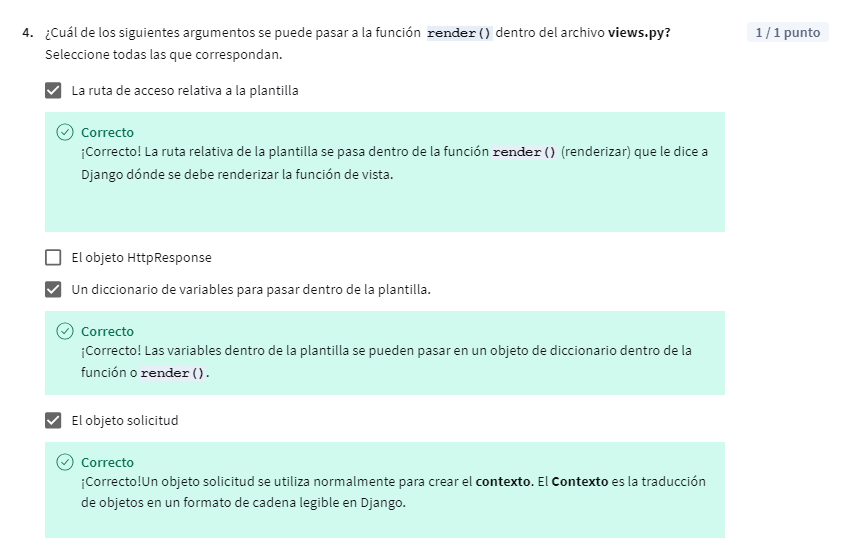 4. ¿Cuál de los siguientes argumentos se puede pasar a la función render() dentro del archivo views.py?
1 / 1 punto
Seleccione todas las que correspondan.
La ruta de acceso relativa a la plantilla
Correcto
¡Correcto! La ruta relativa de la plantilla se pasa dentro de la función render() (renderizar) que le dice a
Django dónde se debe renderizar la función de vista.
El objeto HttpResponse
Un diccionario de variables para pasar dentro de la plantilla.
Correcto
¡Correcto! Las variables dentro de la plantilla se pueden pasar en un objeto de diccionario dentro de la
función o render().
El objeto solicitud
Correcto
¡Correcto!Un objeto solicitud se utiliza normalmente para crear el contexto. El Contexto es la traducción
de objetos en un formato de cadena legible en Django.